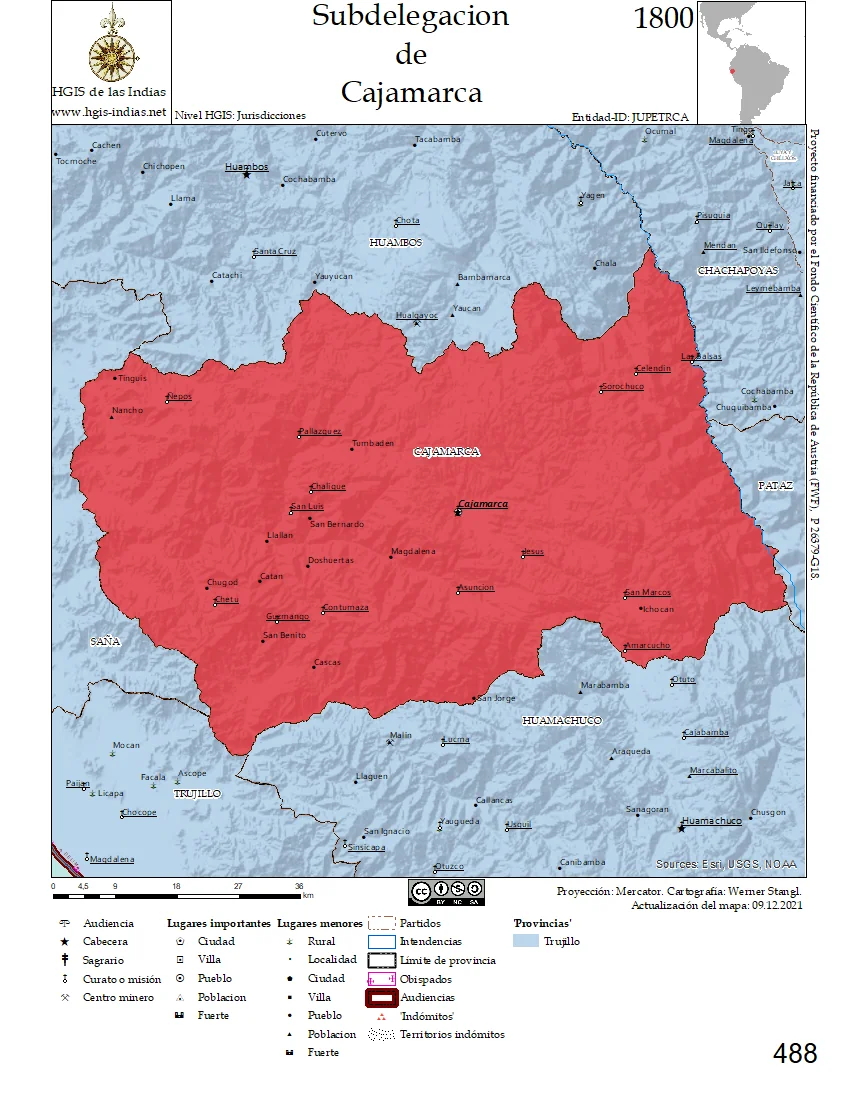 Subdelegacion
de
Cajamarca
1800
HGIS de las Indias
www.hgis-indias.net
Nivel HGIS: Jurisdicciones
Entidad-ID: JUPETRCA
Proyecto financiado por el Fondo Científico de la República de Austria (FWF), P 26379-G18.
Cutervo
Tacabamba
Ocumal
Magdalena
Cachen
Tocmoche
Chichopen
Huambos
Cochabamba
Llama
Yagen
Jalca
Chota
Pisuquia
Quelay
HUAMBOS
Santa Cruz
Mendan
San Ildefonso
Catachi
Yauyucan
Bambamarca
Chala
CHACHAPOYAS
Leymebamba
Hualgayoc
Yaucan
Las Balsas
Tinguis
Celendin
Nepos
Sorochuco
Cochabamba
Nancho
Chuquibamba
Pallazquez
Tumbaden
CAJAMARCA
PATAZ
Chalique
San Luis
Cajamarca
San Bernardo
Llallan
Magdalena
Jesus
Doshuertas
Catan
Chugod
Asuncion
San Marcos
Chetu
Contumaza
Ichocan
Guzmango
SAÑA
San Benito
Amarcucho
Cascas
Marabamba
Otuto
San Jorge
HUAMACHUCO
Malin
Lucma
Cajabamba
Mocan
Araqueda
Facala
Ascope
Llaguen
Marcabalito
Paijan
Licapa
TRUJILLO
Callancas
Chocope
Sanagoran
Chusgon
Yaugueda
Usquil
Huamachuco
San Ignacio
Sinsicapa
Magdalena
Otuzco
Canibamba
Sources: Esri, USGS, NOAA
0 4,5 9 18 27 36
km
cc
BY NC SA
Proyección: Mercator. Cartografía: Werner Stangl.
Actualización del mapa: 09.12.2021
Audiencia
Cabecera
Sagrario
Curato o misión
Centro minero
Lugares importantes
Ciudad
Villa
Pueblo
Poblacion
Fuerte
Lugares menores
Rural
Localidad
Ciudad
Villa
Pueblo
Poblacion
Fuerte
Partidos
Intendencias
Límite de provincia
Obispados
Audiencias
'Indómitos'
Territorios indómitos
'Provincias'
Trujillo
488